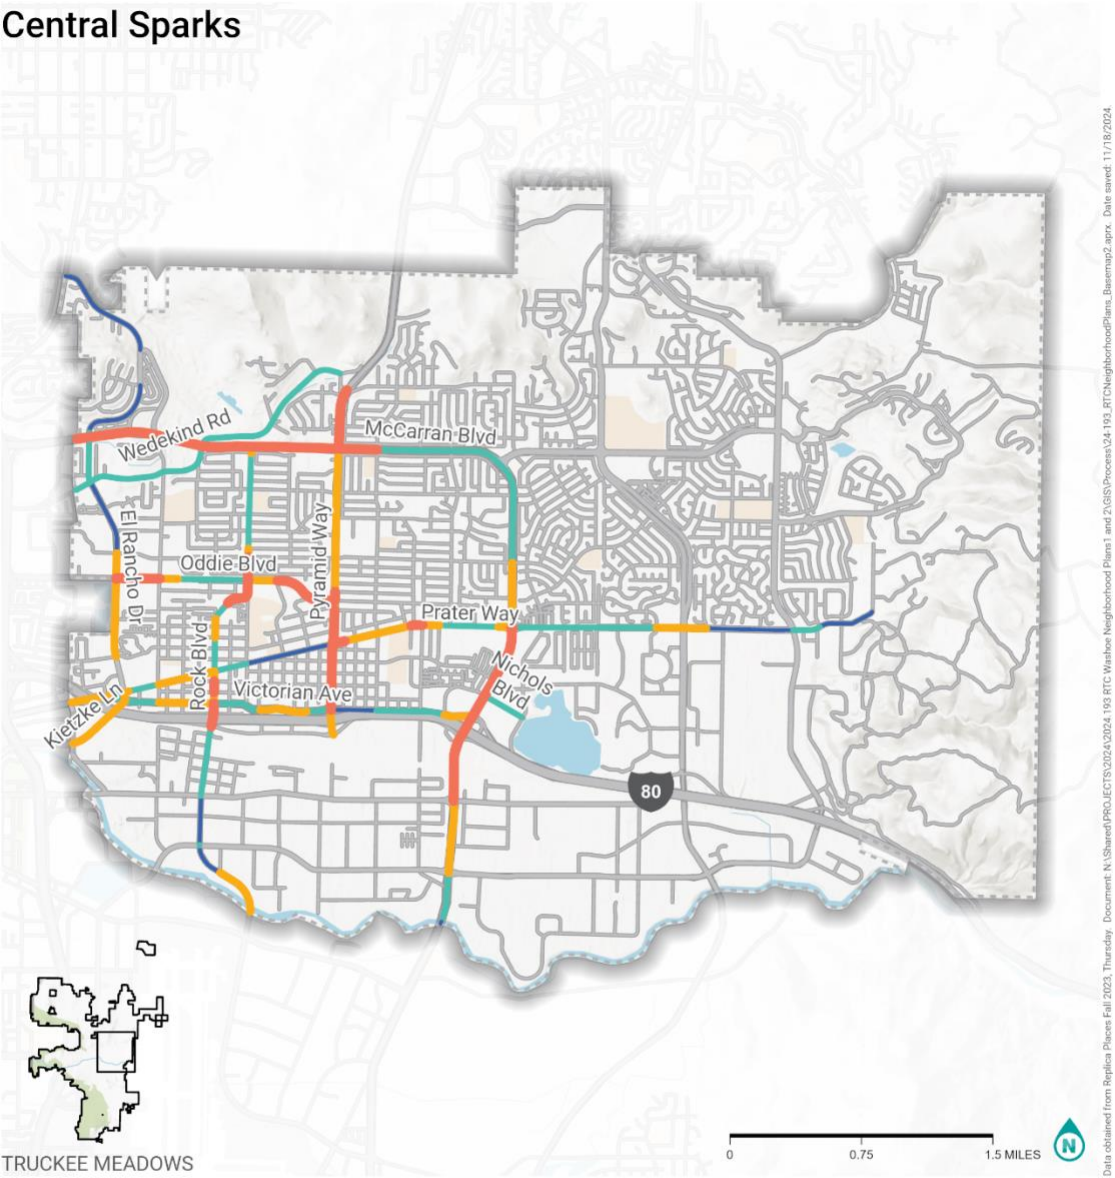 Central Sparks
Wedekind Rd
McCarran Blvd
El Rancho Dr
Oddie Blvd
Pyramid Way
Prater Way
Rock Blvd
Nichols
Blvd
Victorian Ave
Kietzke Ln
80
TRUCKEE MEADOWS
0 0.75 1.5 MILES
N
Data obtained from Replica Places Fall 2023, Thursday. Document: N:\Shared\PROJECTS\2024\2024.193 RTC Washoe Neighborhood Plans1 and 2\GIS\Process\24-193_RTCNeighborhoodPlans_Basemap2.aprx. Date saved: 11/18/2024.